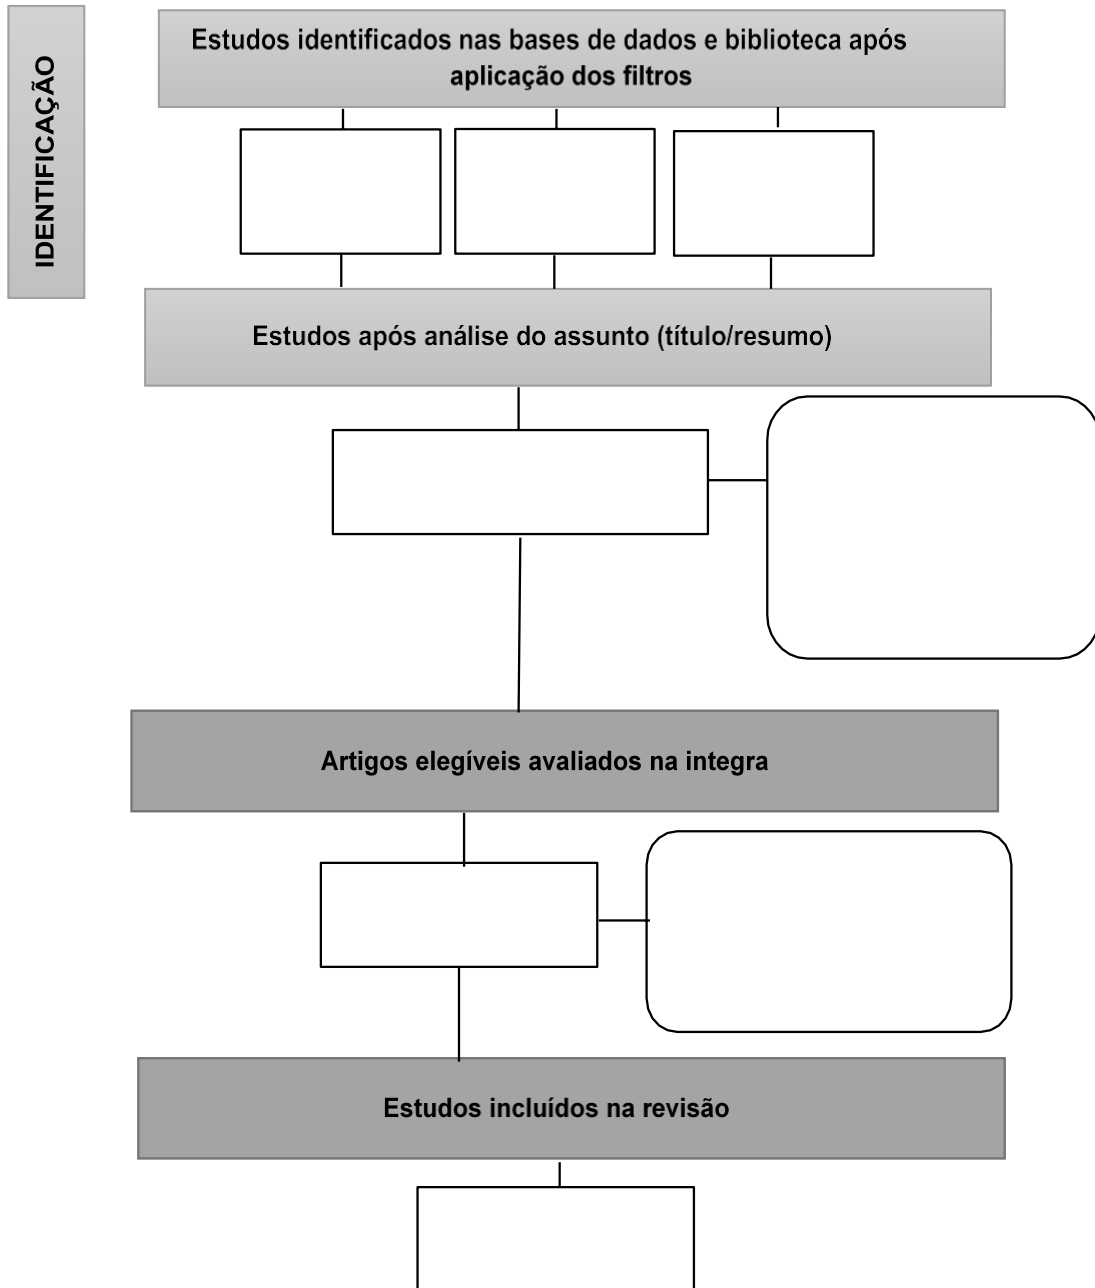 IDENTIFICAÇÃO
Estudos identificados nas bases de dados e biblioteca após
aplicação dos filtros
Estudos após análise do assunto (título/resumo)
Artigos elegíveis avaliados na integra
Estudos incluídos na revisão